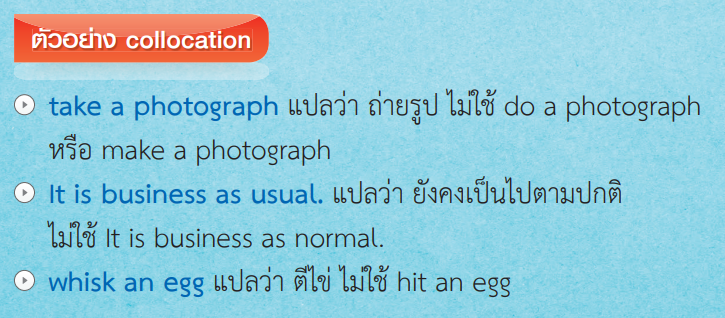 ตัวอย่าง collocation
take a photograph แปลว่า ถ่ายรูป ไม่ใช้ do a photograph
หรือ make a photograph
It is business as usual. แปลว่า ยังคงเป็นไปตามปกติ
ไม่ใช้ It is business as normal.
whisk an egg แปลว่า ตีไข่ ไม่ใช้ hit an egg